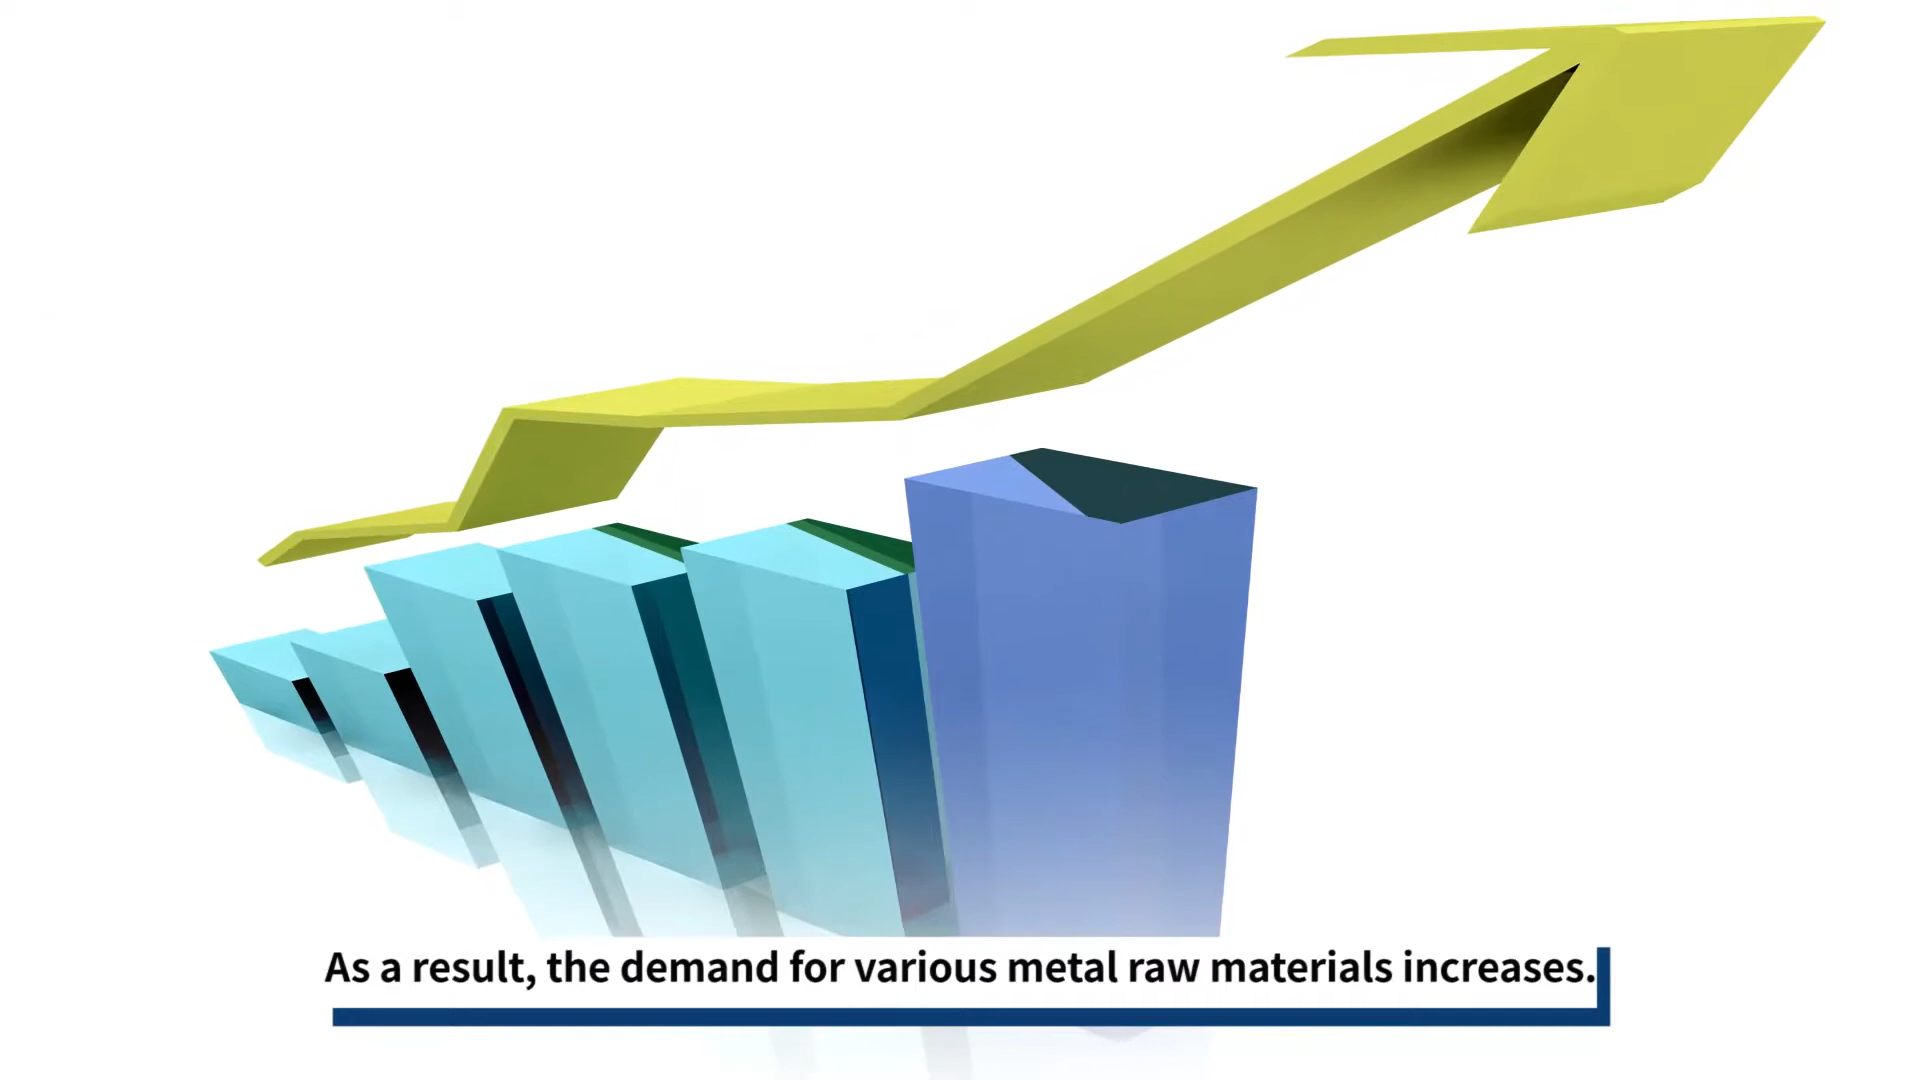 As a result, the demand for various metal raw materials increases.